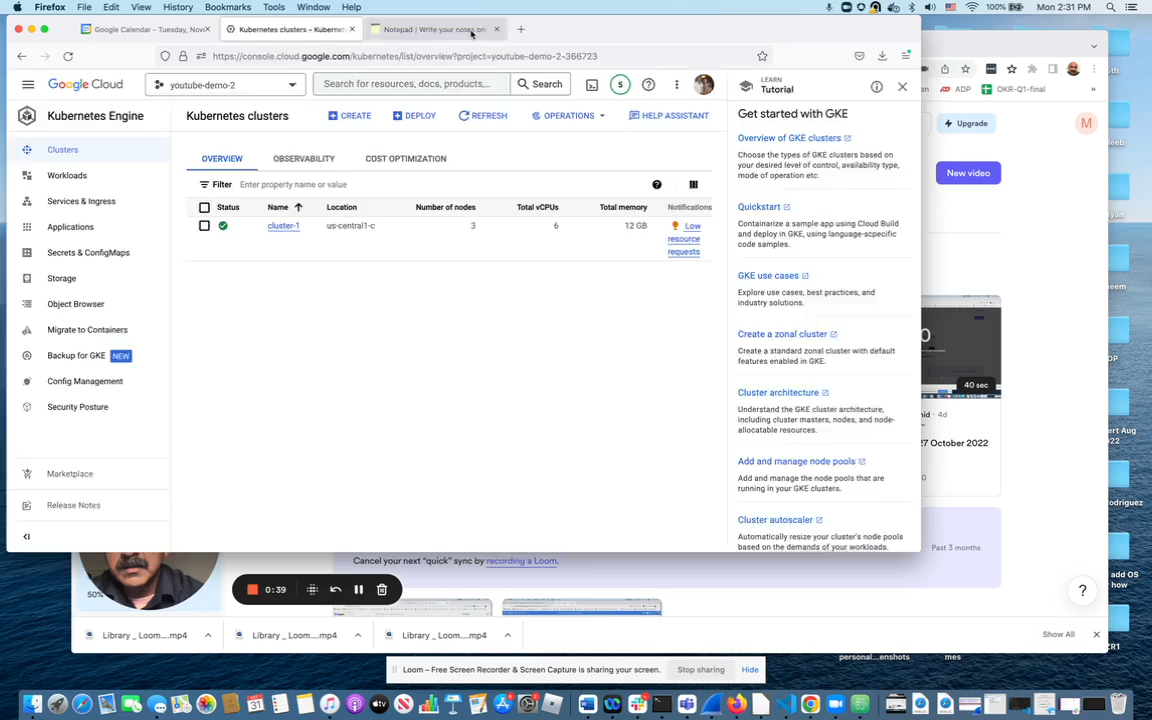 Firefox File Edit View History Bookmarks Tools Window Help
100% Mon 2:31 PM
Google Calendar - Tuesday, Nov
Kubernetes clusters – Kubernet
Notepad | Write your notes onl
https://console.cloud.google.com/kubernetes/list/overview?project=youtube-demo-2-366723
Google Cloud
youtube-demo-2
Search for resources, docs, products,...
Search
S
LEARN
Tutorial
Kubernetes Engine
Kubernetes clusters
CREATE
DEPLOY
REFRESH
OPERATIONS
HELP ASSISTANT
Clusters
Workloads
Services & Ingress
Applications
Secrets & ConfigMaps
Storage
Object Browser
Migrate to Containers
Backup for GKE NEW
Config Management
Security Posture
Marketplace
Release Notes
OVERVIEW
OBSERVABILITY
COST OPTIMIZATION
Filter Enter property name or value
Status Name Location Number of nodes Total vCPUs Total memory Notifications
cluster-1 us-central1-c 3 6 12 GB Low
resource
requests
Get started with GKE
Overview of GKE clusters
Choose the types of GKE clusters based on
your desired level of control, availability type,
mode of operation etc.
Quickstart
Containarize a sample app using Cloud Build
and deploy in GKE, using language-scpecific
code samples.
GKE use cases
Explore use cases, best practices, and
industry solutions.
Create a zonal cluster
Create a standard zonal cluster with default
features enabled in GKE.
Cluster architecture
Understand the GKE cluster architecture,
including cluster masters, nodes, and node-
allocatable resources.
Add and manage node pools
Add and manage the node pools that are
running in your GKE clusters.
Cluster autoscaler
Automatically resize your cluster's node pools
based on the demands of your workloads.
ADP
OKR-Q1-final
Upgrade
M
New video
40 sec
4d
27 October 2022
Past 3 months
50%
0:39
Cancel your next "quick" sync by recording a Loom.
?
Library _ Loom....mp4
Library _ Loom....mp4
Library _ Loom....mp4
Show All
Loom – Free Screen Recorder & Screen Capture is sharing your screen.
Stop sharing
Hide